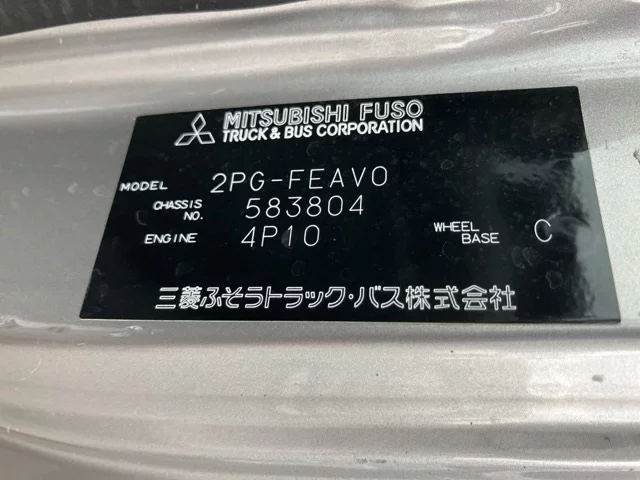 MITSUBISHI FUSO
TRUCK & BUS CORPORATION
MODEL 2PG-FEAV0
CHASSIS NO. 583804
ENGINE 4P10 WHEEL BASE C
三菱ふそうトラック・バス株式会社